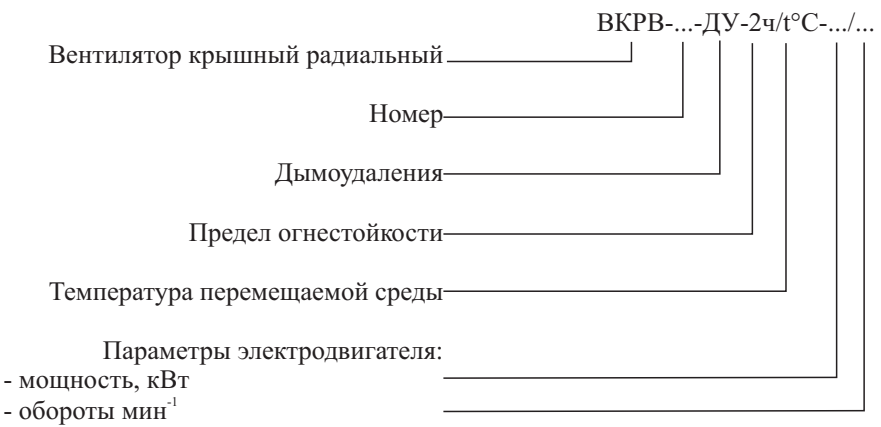 ВКРВ-...-ДУ-2ч/t°С-.../...
Вентилятор крышный радиальный
Номер
Дымоудаления
Предел огнестойкости
Температура перемещаемой среды
Параметры электродвигателя:
- мощность, кВт
- обороты мин⁻¹